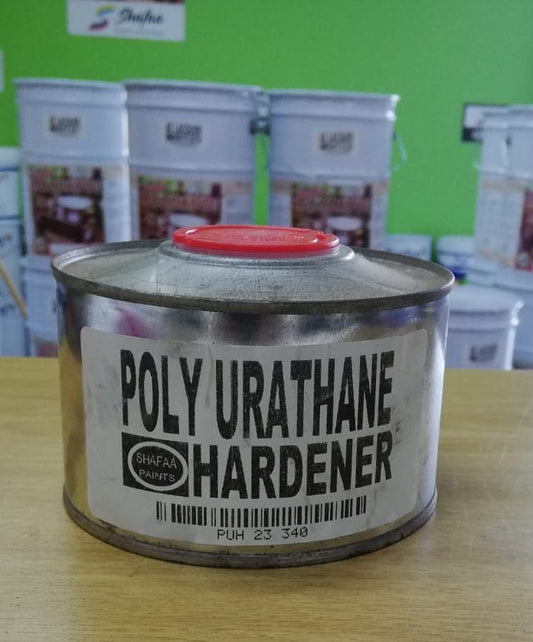 Shafaa
POLY URATHANE
SHAFAA
PAINTS
HARDENER
PUH 23 340